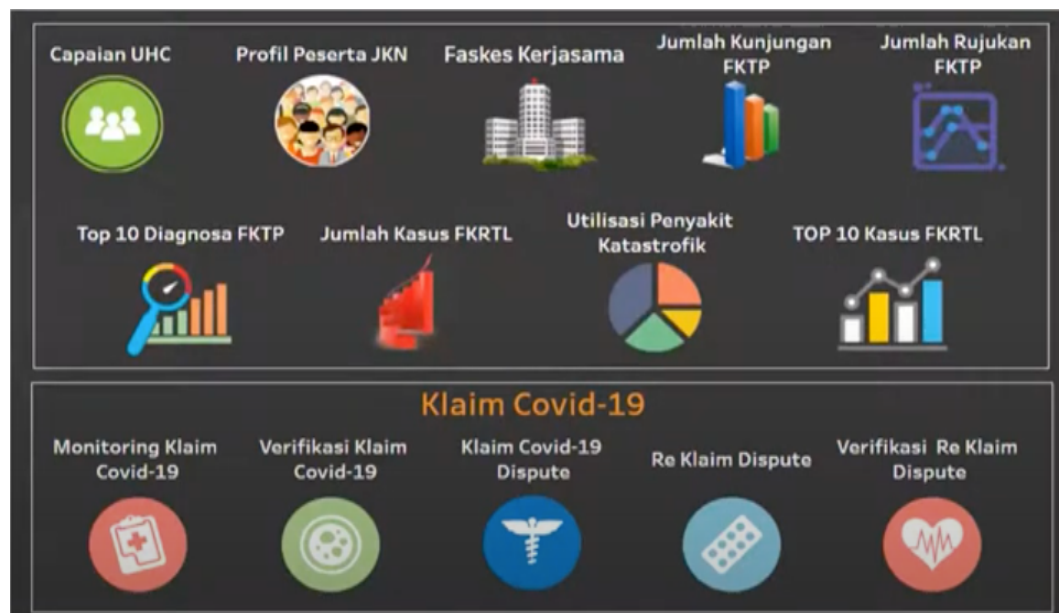 Capaian UHC
Profil Peserta JKN
Faskes Kerjasama
Jumlah Kunjungan
FKTP
Jumlah Rujukan
FKTP
Top 10 Diagnosa FKTP
Jumlah Kasus FKRTL
Utilisasi Penyakit
Katastrofik
TOP 10 Kasus FKRTL
Klaim Covid-19
Monitoring Klaim
Covid-19
Verifikasi Klaim
Covid-19
Klaim Covid-19
Dispute
Re Klaim Dispute
Verifikasi Re Klaim
Dispute